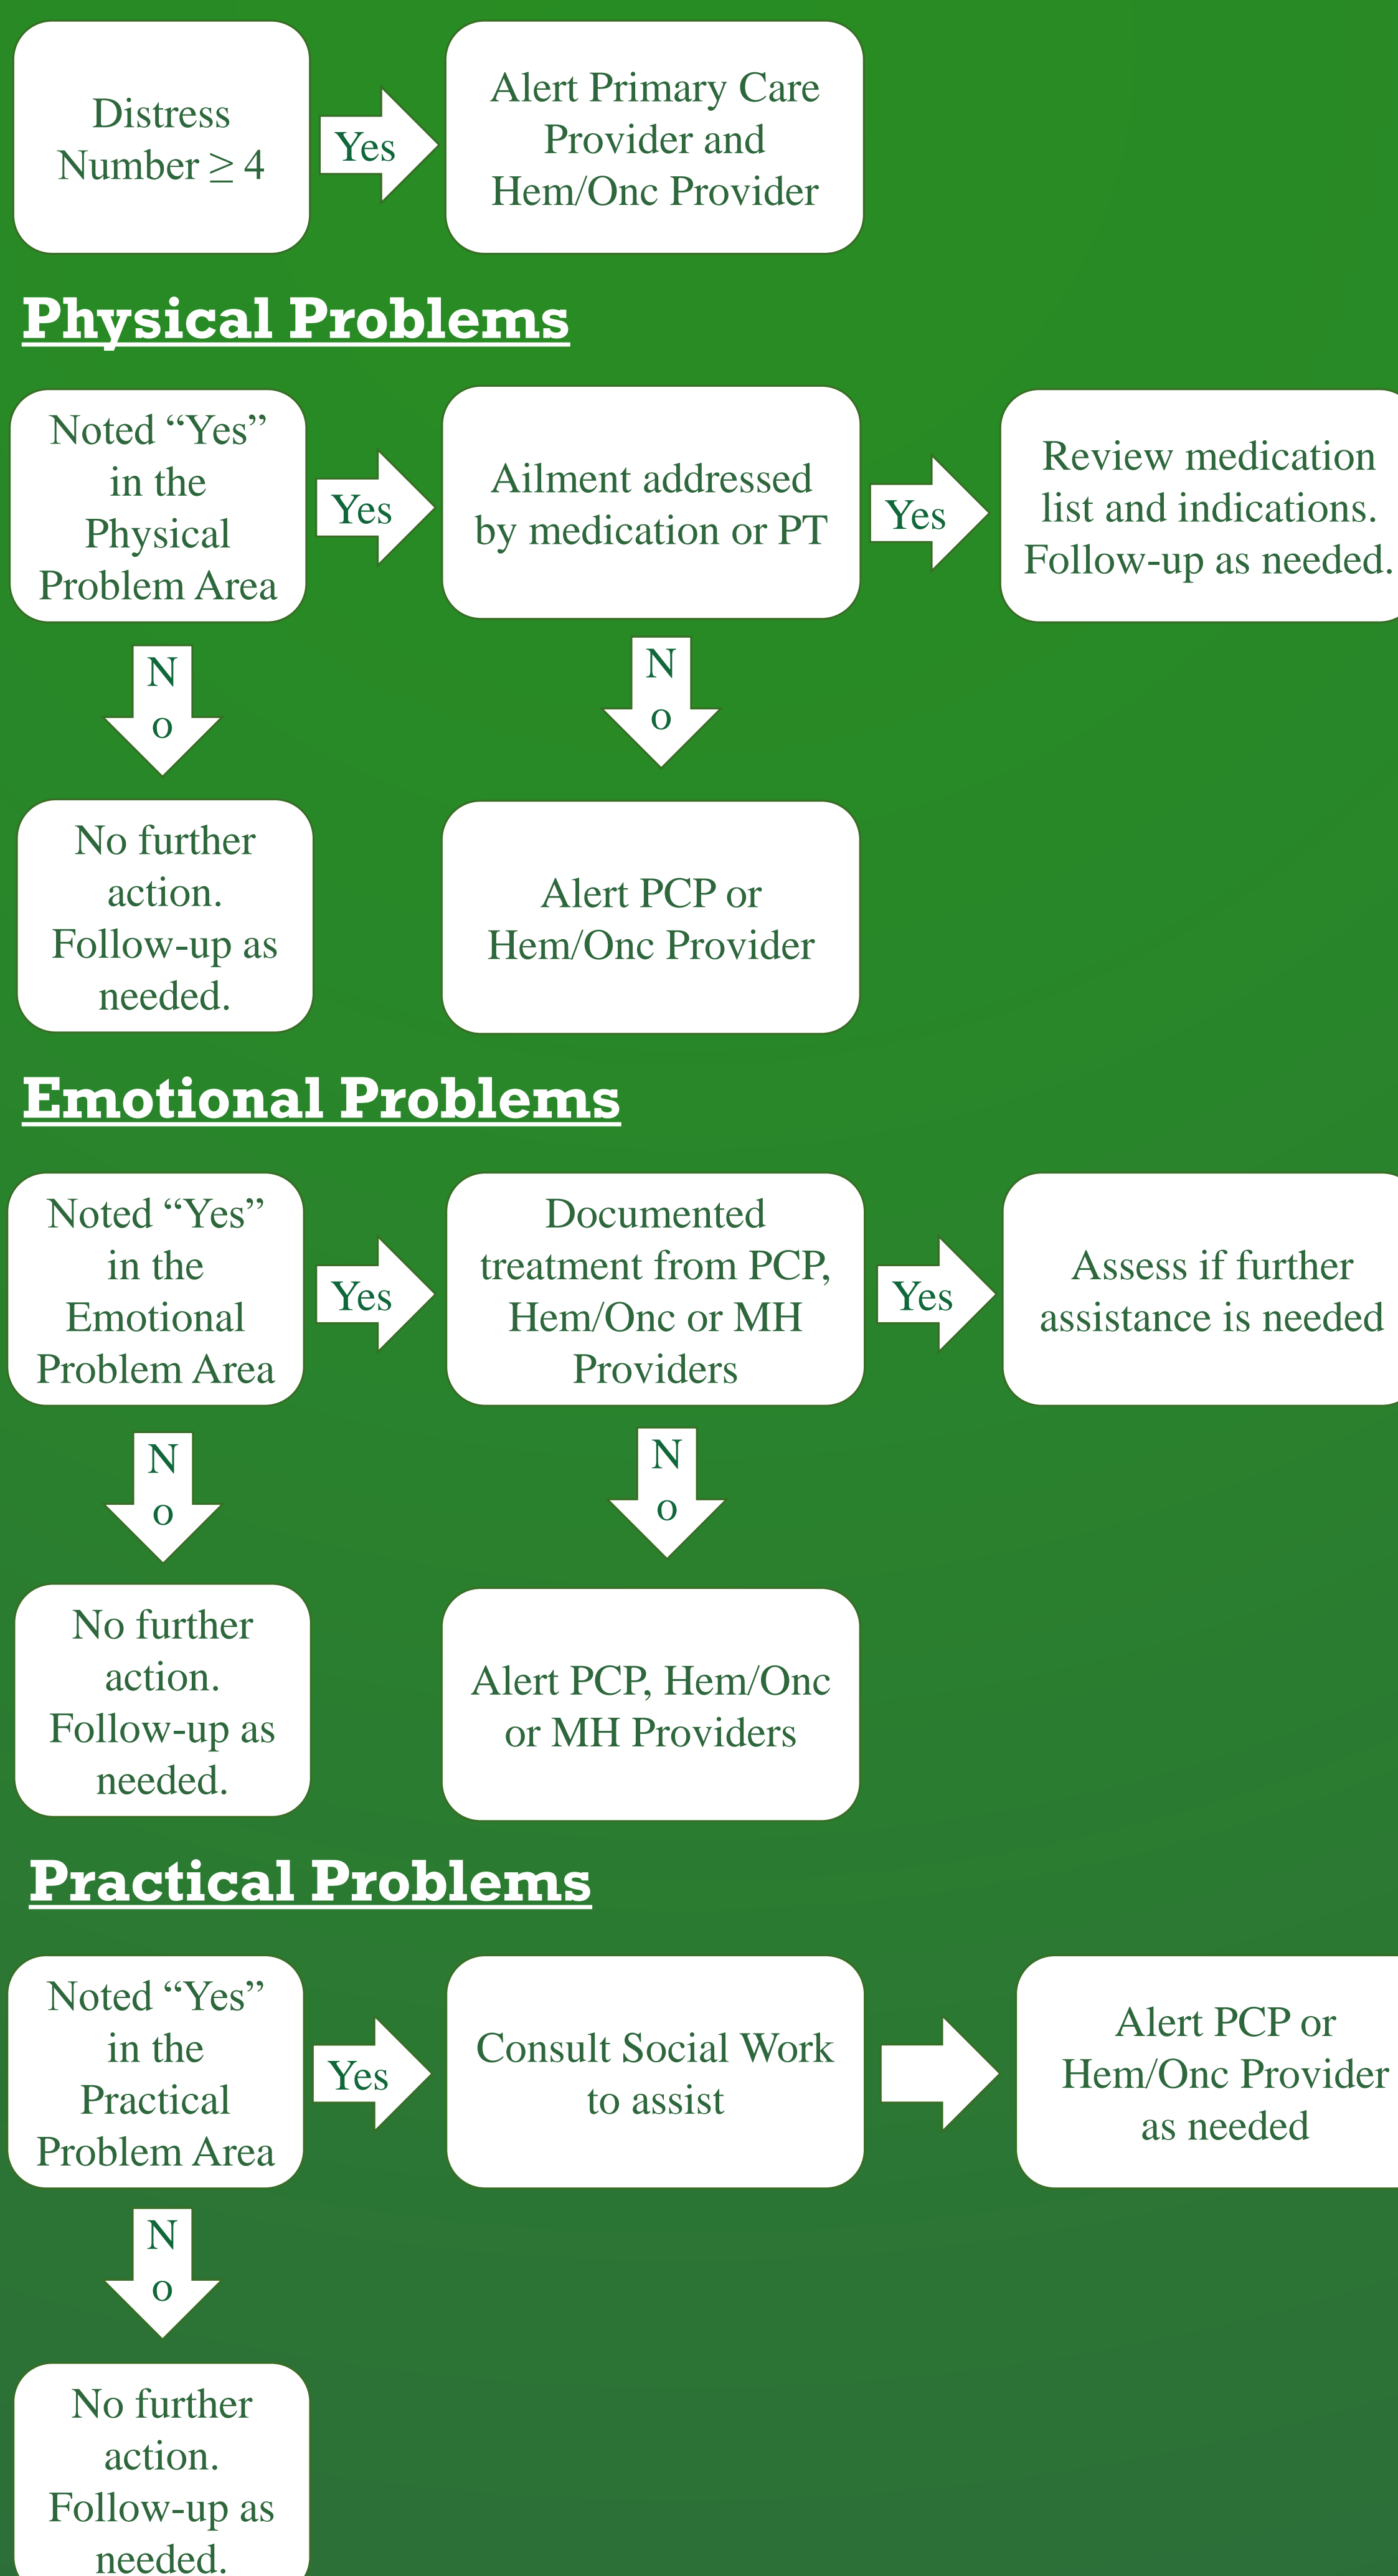 Distress
Number ≥ 4
Yes
Alert Primary Care
Provider and
Hem/Onc Provider
Physical Problems
Noted “Yes”
in the
Physical
Problem Area
Yes
Ailment addressed
by medication or PT
Yes
Review medication
list and indications.
Follow-up as needed.
N
o
N
o
No further
action.
Follow-up as
needed.
Alert PCP or
Hem/Onc Provider
Emotional Problems
Noted “Yes”
in the
Emotional
Problem Area
Yes
Documented
treatment from PCP,
Hem/Onc or MH
Providers
Yes
Assess if further
assistance is needed
N
o
N
o
No further
action.
Follow-up as
needed.
Alert PCP, Hem/Onc
or MH Providers
Practical Problems
Noted “Yes”
in the
Practical
Problem Area
Yes
Consult Social Work
to assist
Alert PCP or
Hem/Onc Provider
as needed
N
o
No further
action.
Follow-up as
needed.